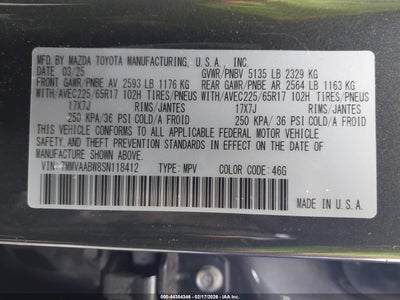 MFD. BY MAZDA TOYOTA MANUFACTURING, U.S.A., INC.
DATE 03/25 GVWR/PNBV 5135 LB 2329 KG
FRONT GAWR/PNBE AV 2593 LB 1176 KG REAR GAWR/PNBE AR 2564 LB 1163 KG
WITH/AVEC225/65R17 102H TIRES/PNEUS WITH/AVEC225/65R17 102H TIRES/PNEUS
17X7J RIMS/JANTES 17X7J RIMS/JANTES
250 KPA/36 PSI COLD/A FROID 250 KPA/36 PSI COLD/A FROID
THIS VEHICLE CONFORMS TO ALL APPLICABLE FEDERAL MOTOR VEHICLE
SAFETY AND THEFT PREVENTION STANDARDS IN EFFECT ON THE DATE OF
MANUFACTURE SHOWN ABOVE.
VIN: 7MMVAABW8SN118412 TYPE: MPV COLOR CODE: 46G
000-44384346 - 02/17/2026 - IAA Inc.